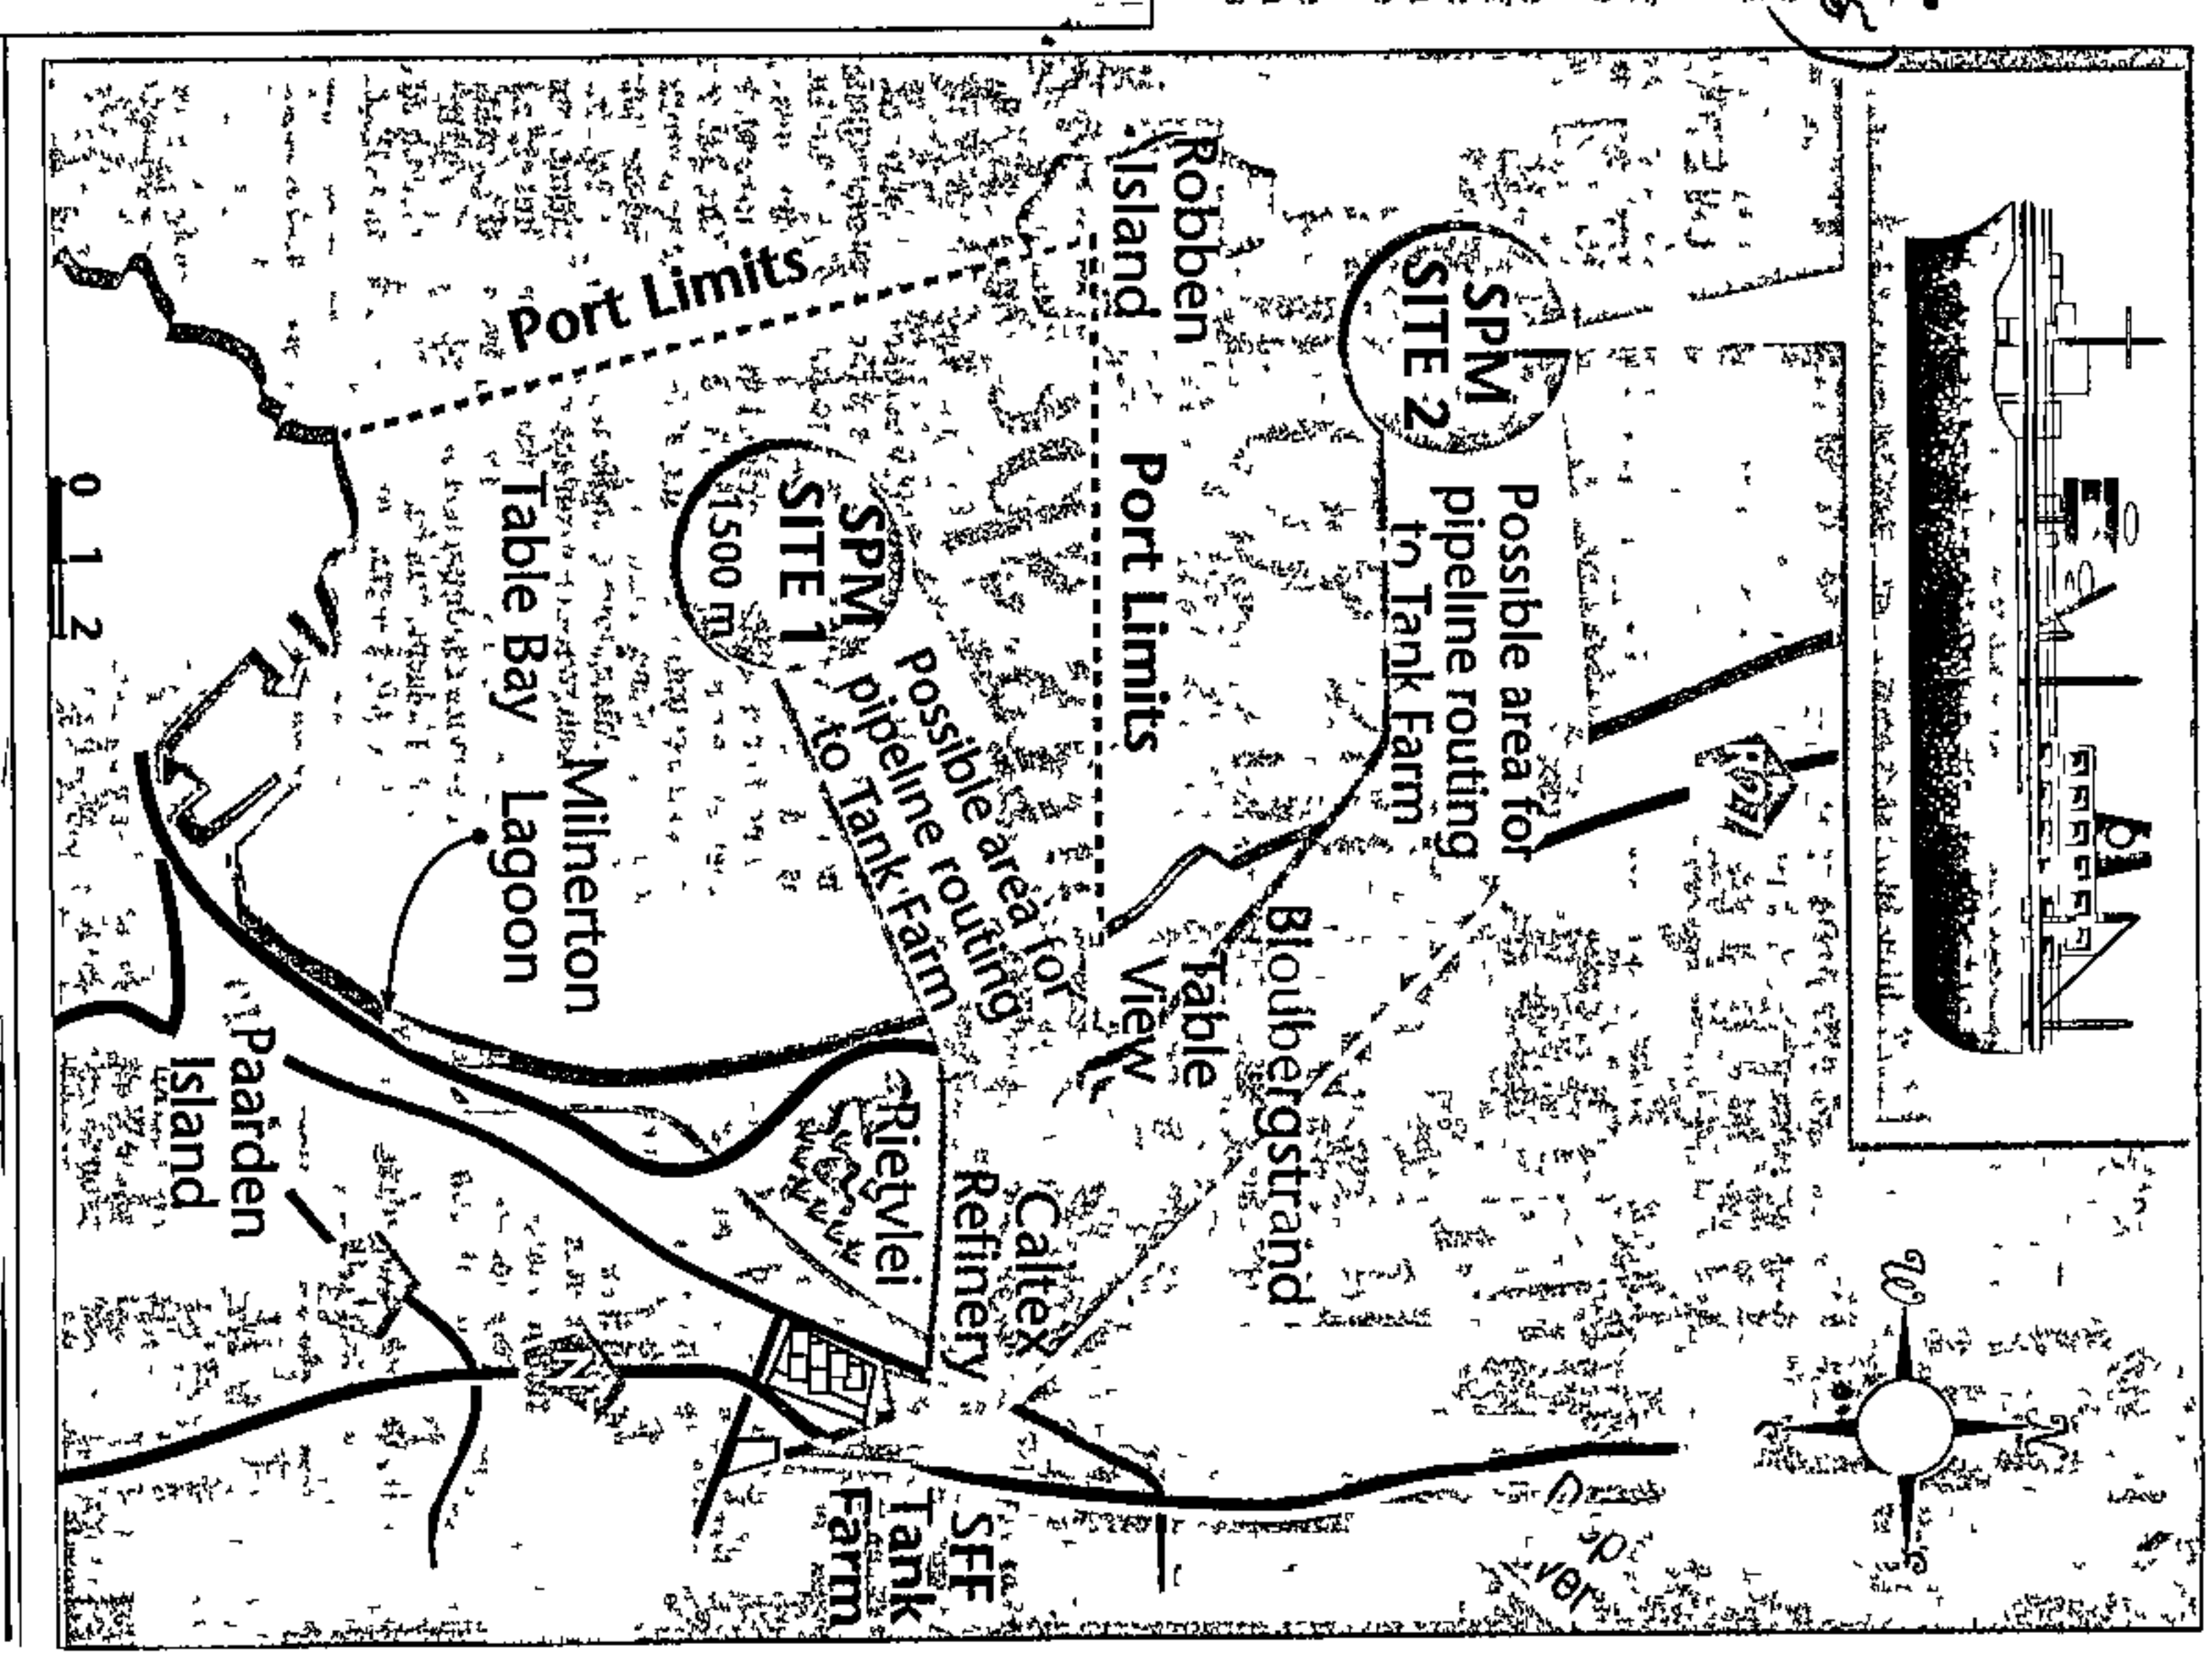 Robben
Island
SPM
SITE 2
Possible area for
pipeline routing
to Tank Farm
R27
Port Limits
Port Limits
SPM
SITE 1
1500 m
Possible area for
pipeline routing
to Tank Farm
Table Bay
Milnerton
Lagoon
Bloubergstrand
Table
View
Rietvlei
Caltex
Refinery
Paarden
Island
SFF
Tank
Farm
0 1 2
W
N